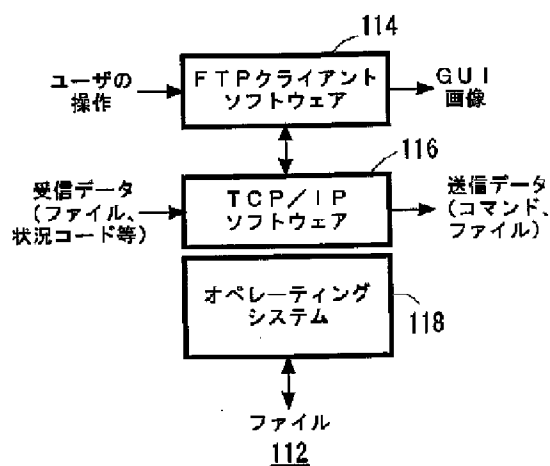 114
ユーザの
操作
FTPクライアント
ソフトウェア
GUI
画像
116
受信データ
(ファイル、
状況コード等)
TCP/IP
ソフトウェア
送信データ
(コマンド、
ファイル)
オペレーティング
システム
118
ファイル
112